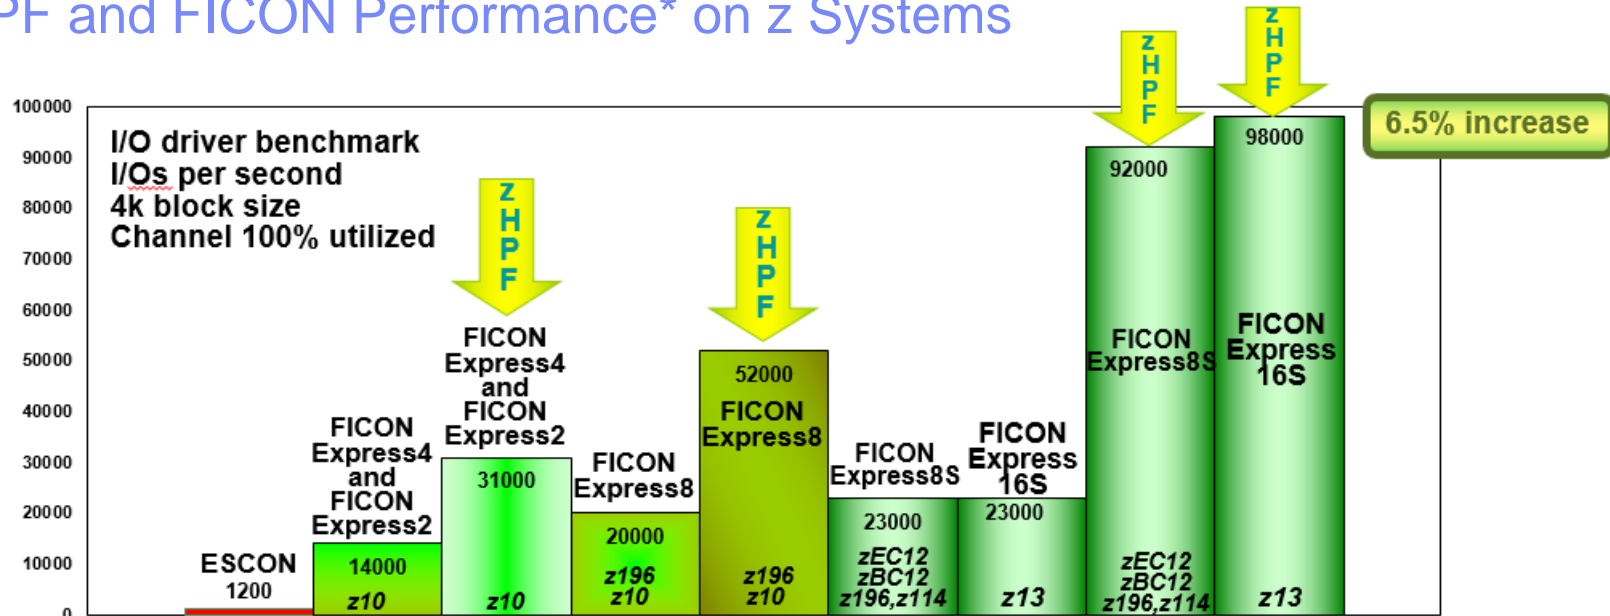 PF and FICON Performance* on z Systems
100000
90000
80000
70000
60000
50000
40000
30000
20000
10000
0
I/O driver benchmark
I/Os per second
4k block size
Channel 100% utilized
ESCON
1200
FICON
Express4
and
FICON
Express2
14000
z10
z
H
P
F
FICON
Express4
and
FICON
Express2
31000
z10
FICON
Express8
20000
z196
z10
z
H
P
F
52000
FICON
Express8
z196
z10
FICON
Express8S
23000
zEC12
zBC12
z196,z114
FICON
Express
16S
23000
z13
z
H
P
F
92000
FICON
Express8S
zEC12
zBC12
z196,z114
z
H
P
F
98000
FICON
Express
16S
z13
6.5% increase